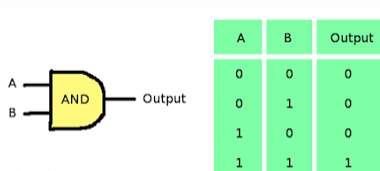 A
B
AND
Output
A B Output
0 0 0
0 1 0
1 0 0
1 1 1